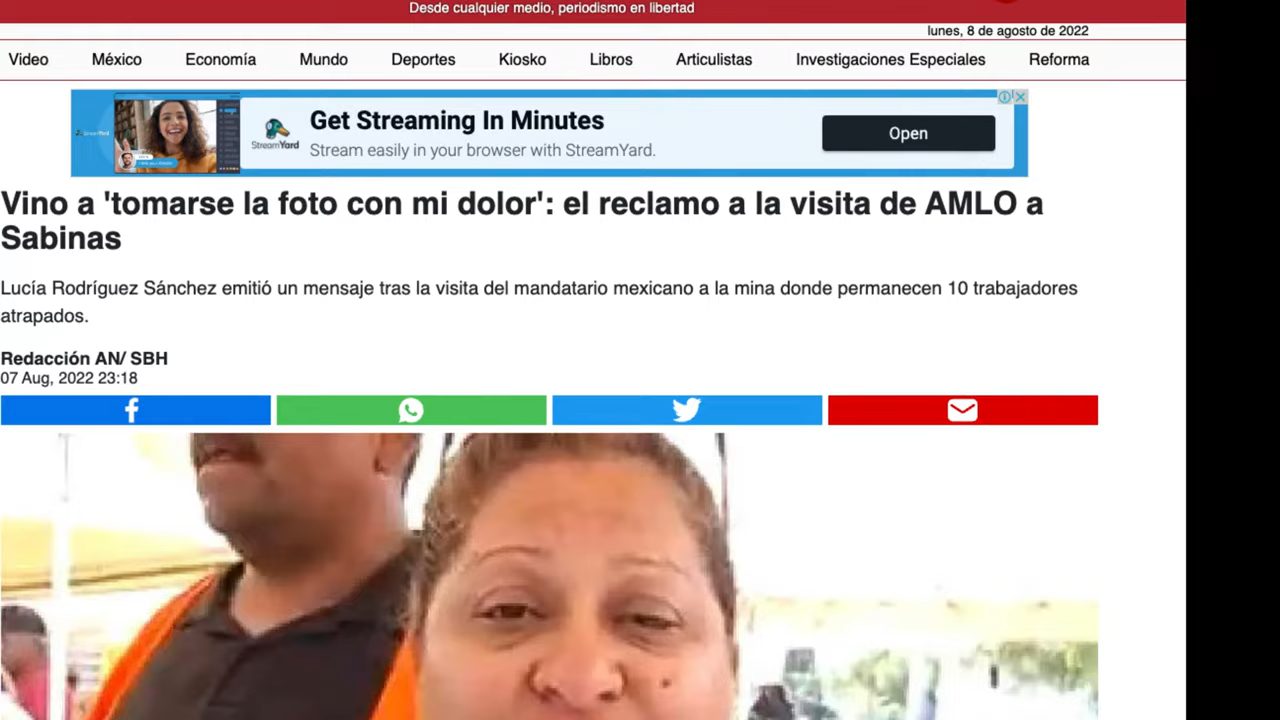 Desde cualquier medio, periodismo en libertad
lunes, 8 de agosto de 2022
Video México Economía Mundo Deportes Kiosko Libros Articulistas Investigaciones Especiales Reforma
StreamYard
Get Streaming In Minutes
Stream easily in your browser with StreamYard.
Open
Vino a 'tomarse la foto con mi dolor': el reclamo a la visita de AMLO a
Sabinas
Lucía Rodríguez Sánchez emitió un mensaje tras la visita del mandatario mexicano a la mina donde permanecen 10 trabajadores
atrapados.
Redacción AN/ SBH
07 Aug, 2022 23:18